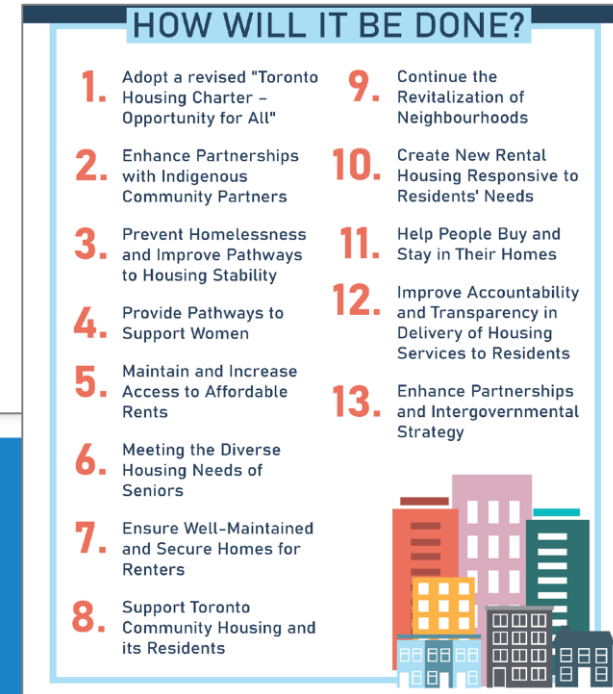 HOW WILL IT BE DONE?
1. Adopt a revised "Toronto
Housing Charter –
Opportunity for All"
2. Enhance Partnerships
with Indigenous
Community Partners
3. Prevent Homelessness
and Improve Pathways
to Housing Stability
4. Provide Pathways to
Support Women
5. Maintain and Increase
Access to Affordable
Rents
6. Meeting the Diverse
Housing Needs of
Seniors
7. Ensure Well-Maintained
and Secure Homes for
Renters
8. Support Toronto
Community Housing and
its Residents
9. Continue the
Revitalization of
Neighbourhoods
10. Create New Rental
Housing Responsive to
Residents' Needs
11. Help People Buy and
Stay in Their Homes
12. Improve Accountability
and Transparency in
Delivery of Housing
Services to Residents
13. Enhance Partnerships
and Intergovernmental
Strategy